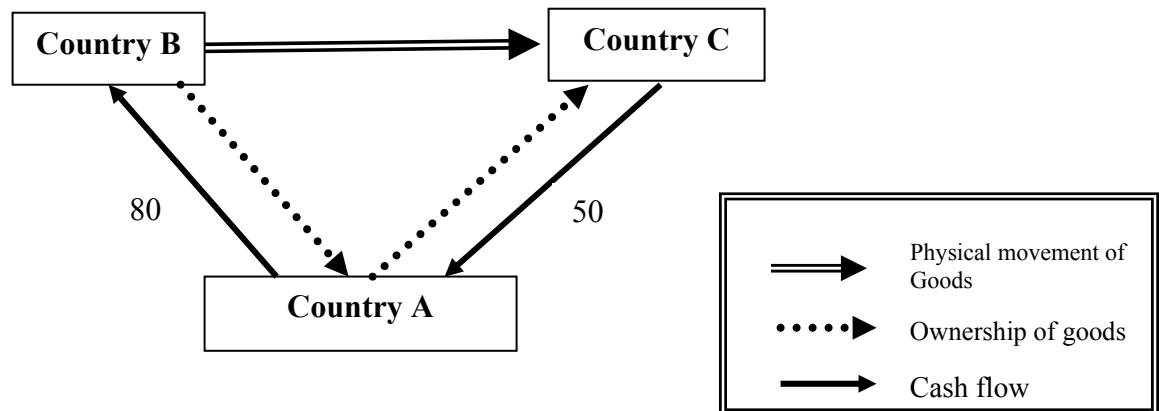 Country B
Country C
80
50
Country A
Physical movement of
Goods
Ownership of goods
Cash flow